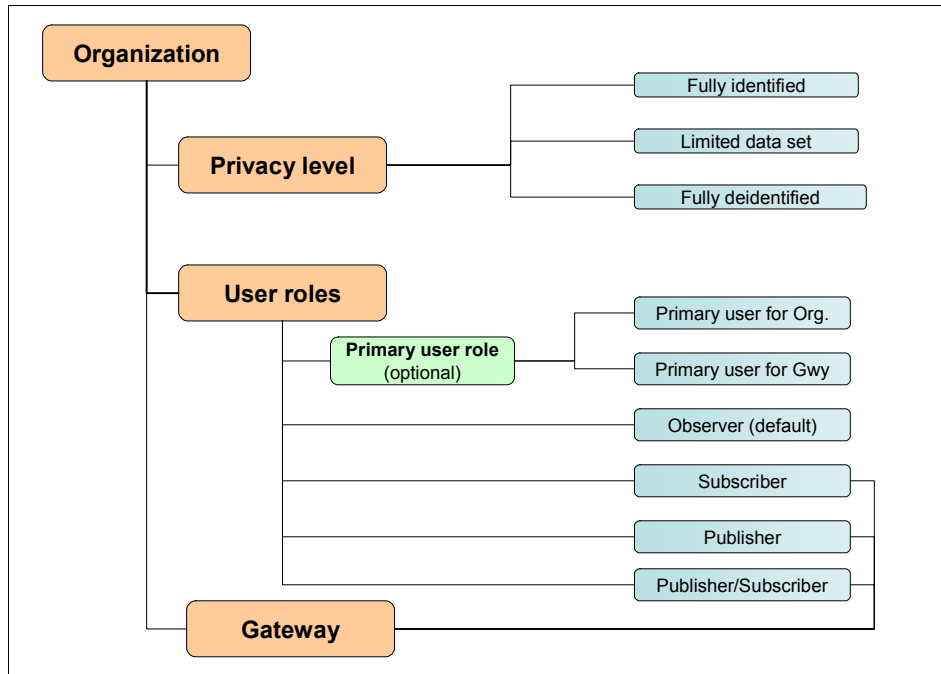 Organization
Fully identified
Limited data set
Privacy level
Fully deidentified
User roles
Primary user for Org.
Primary user role
(optional)
Primary user for Gwy
Observer (default)
Subscriber
Publisher
Publisher/Subscriber
Gateway